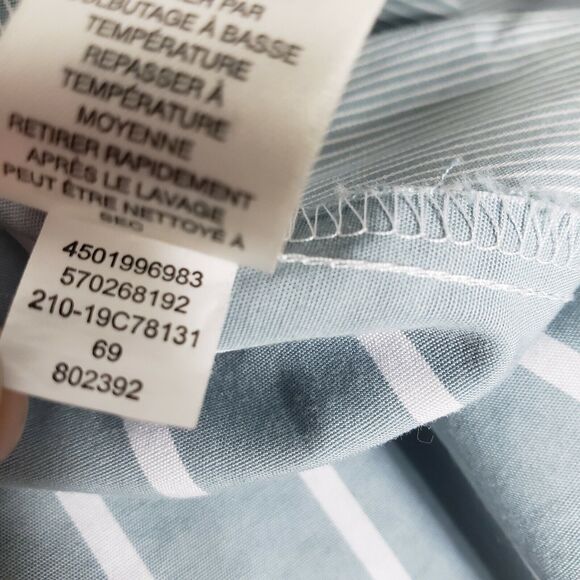 PAR
CULBUTAGE À BASSE
TEMPÉRATURE
REPASSER À
TEMPÉRATURE
MOYENNE
RETIRER RAPIDEMENT
APRÈS LE LAVAGE
PEUT ÊTRE NETTOYÉ À
SEC
4501996983
570268192
210-19C78131
69
802392